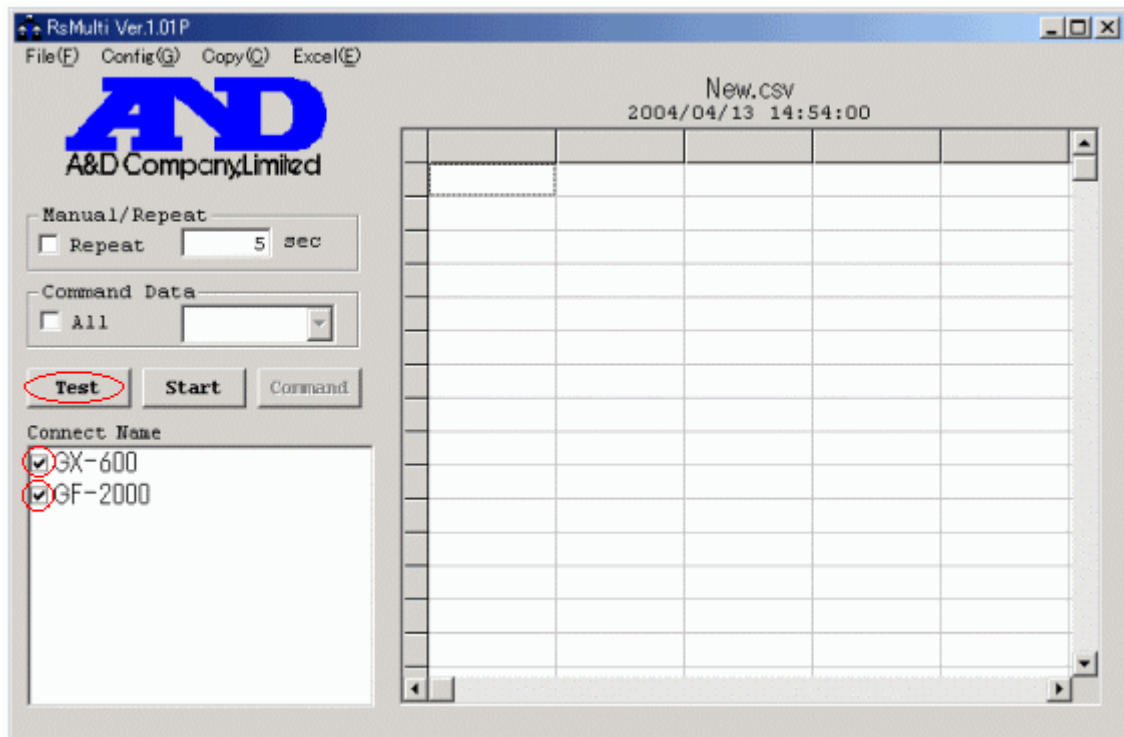 RsMulti Ver.1.01P
File(F) Config(G) Copy(C) Excel(E)
AND
A&D Company,Limited
New.csv
2004/04/13 14:54:00
Manual/Repeat
Repeat 5 sec
Command Data
All
Test Start Command
Connect Name
GX-600
GF-2000